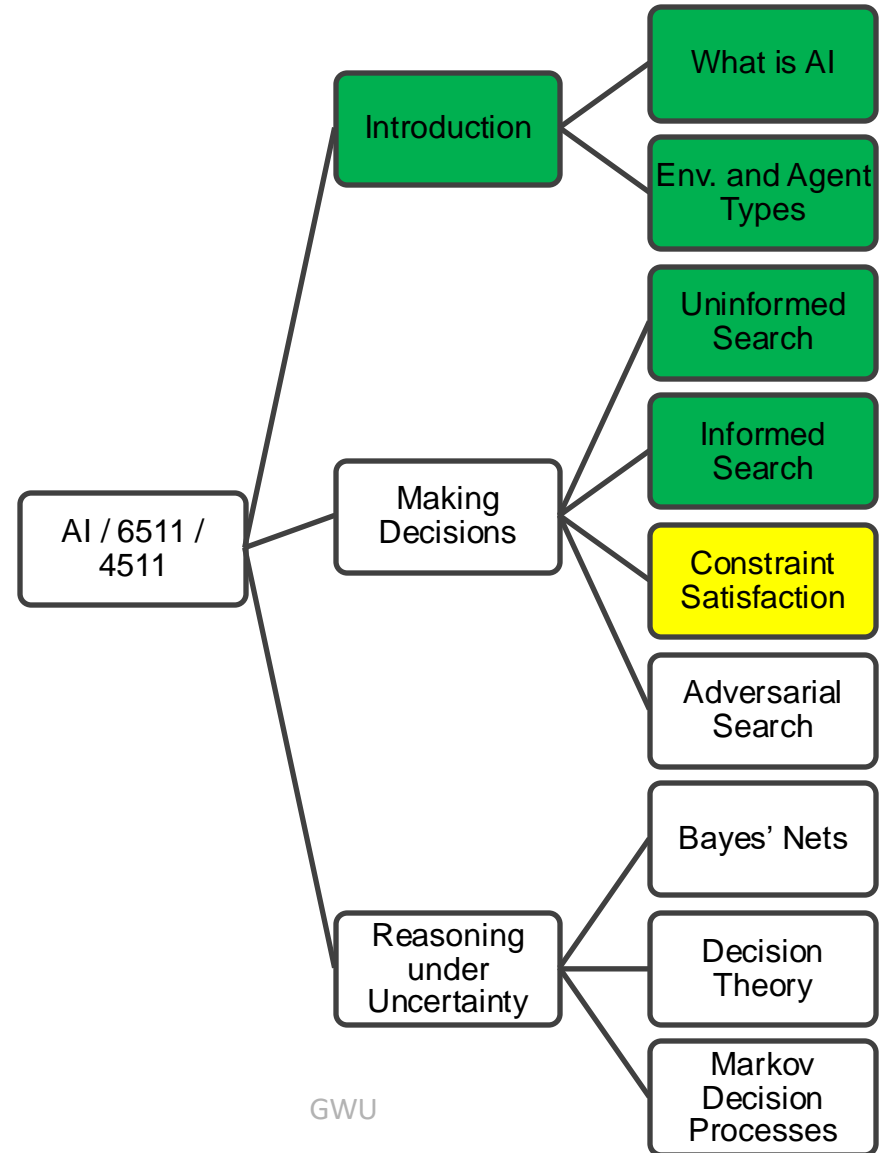 AI / 6511 /
4511
Introduction
What is AI
Env. and Agent
Types
Making
Decisions
Uninformed
Search
Informed
Search
Constraint
Satisfaction
Adversarial
Search
Reasoning
under
Uncertainty
Bayes’ Nets
Decision
Theory
Markov
Decision
Processes
GWU